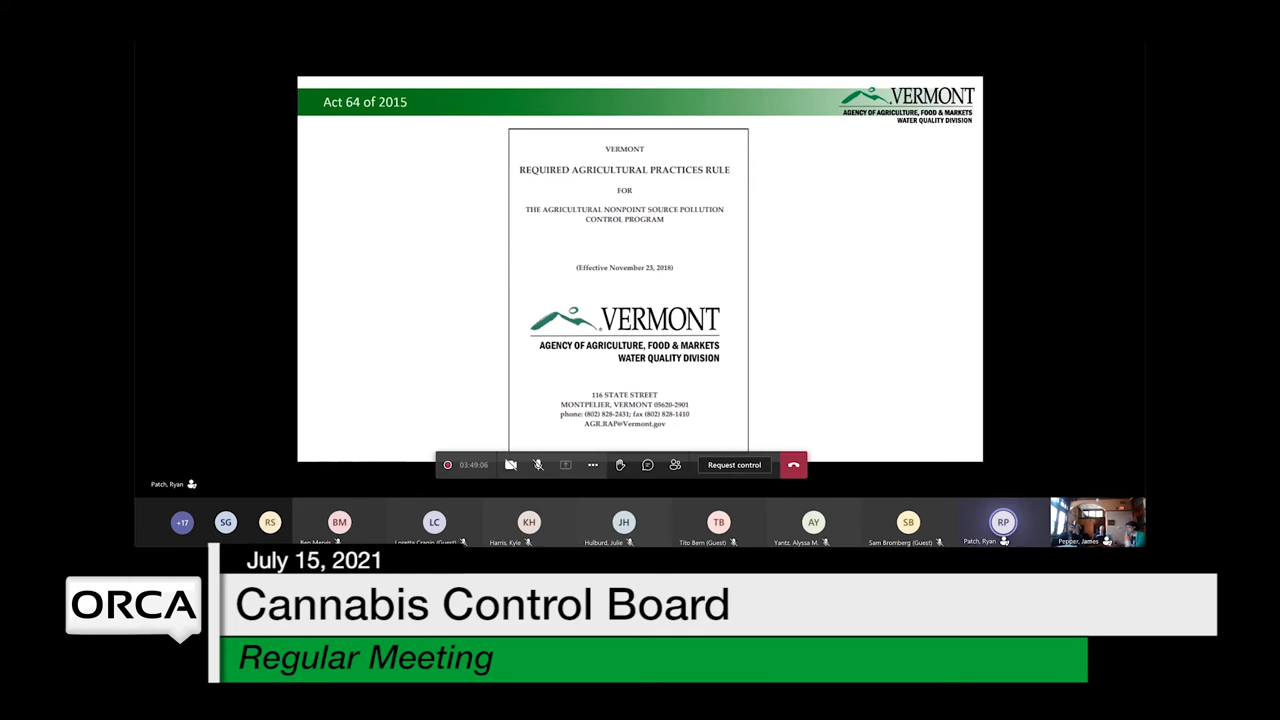 Act 64 of 2015
VERMONT
AGENCY OF AGRICULTURE, FOOD & MARKETS
WATER QUALITY DIVISION
VERMONT
REQUIRED AGRICULTURAL PRACTICES RULE
FOR
THE AGRICULTURAL NONPOINT SOURCE POLLUTION
CONTROL PROGRAM
(Effective November 23, 2018)
VERMONT
AGENCY OF AGRICULTURE, FOOD & MARKETS
WATER QUALITY DIVISION
116 STATE STREET
MONTPELIER, VERMONT 05620-2901
phone: (802) 828-2431; fax (802) 828-1410
AGR.RAP@Vermont.gov
03:49:06
Request control
Patch, Ryan
+17 SG RS BM LC KH JH TB AY SB RP
Ben Mervis Loretta Cragin (Guest) Harris, Kyle Hulburd, Julie Tito Bern (Guest) Yantz, Alyssa M. Sam Bromberg (Guest) Patch, Ryan Pepper, James
July 15, 2021
ORCA
Cannabis Control Board
Regular Meeting